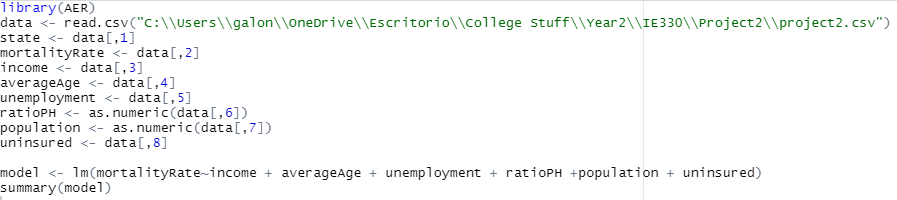 library(AER)
data <- read.csv("C:\\Users\\galon\\OneDrive\\Escritorio\\College Stuff\\Year2\\IE330\\Project2\\project2.csv")
state <- data[,1]
mortalityRate <- data[,2]
income <- data[,3]
averageAge <- data[,4]
unemployment <- data[,5]
ratioPH <- as.numeric(data[,6])
population <- as.numeric(data[,7])
uninsured <- data[,8]
model <- lm(mortalityRate~income + averageAge + unemployment + ratioPH +population + uninsured)
summary(model)